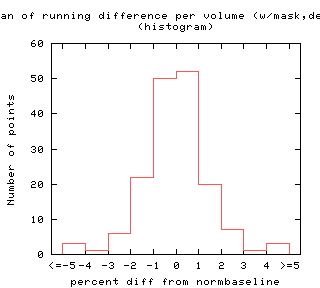 an of running difference per volume (w/mask,de
(histogram)
60
50
40
30
20
10
0
Number of points
<=-5 -4 -3 -2 -1 0 1 2 3 4 >=5
percent diff from normbaseline